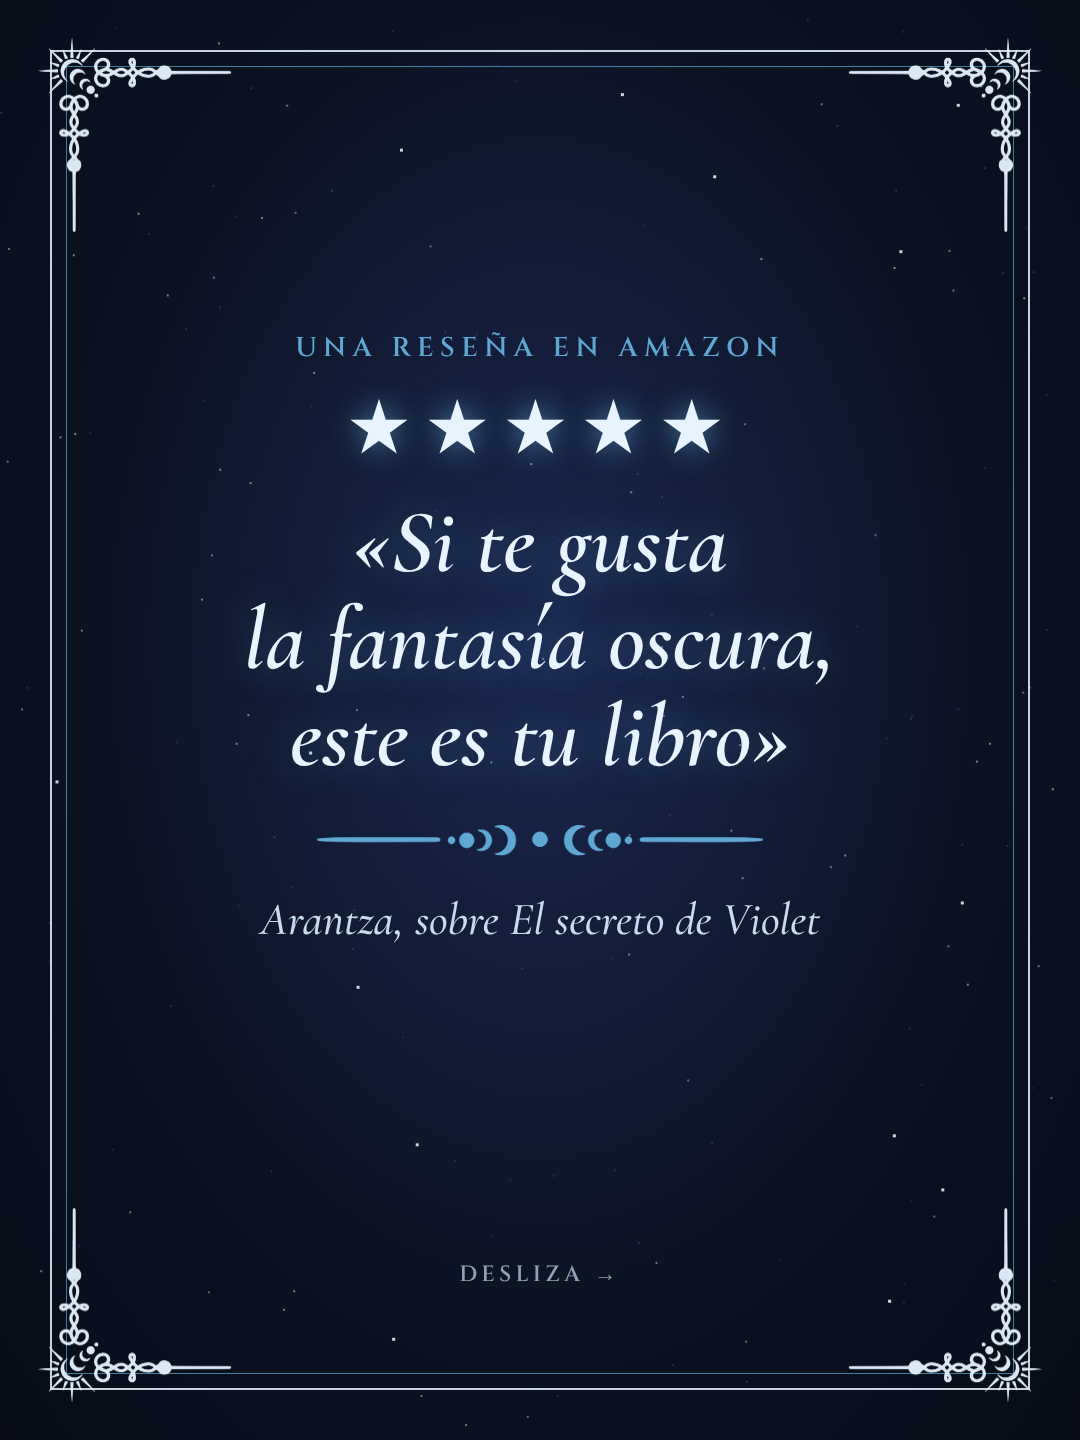 UNA RESEÑA EN AMAZON
«Si te gusta
la fantasía oscura,
este es tu libro»
Arantza, sobre El secreto de Violet
DESLIZA →